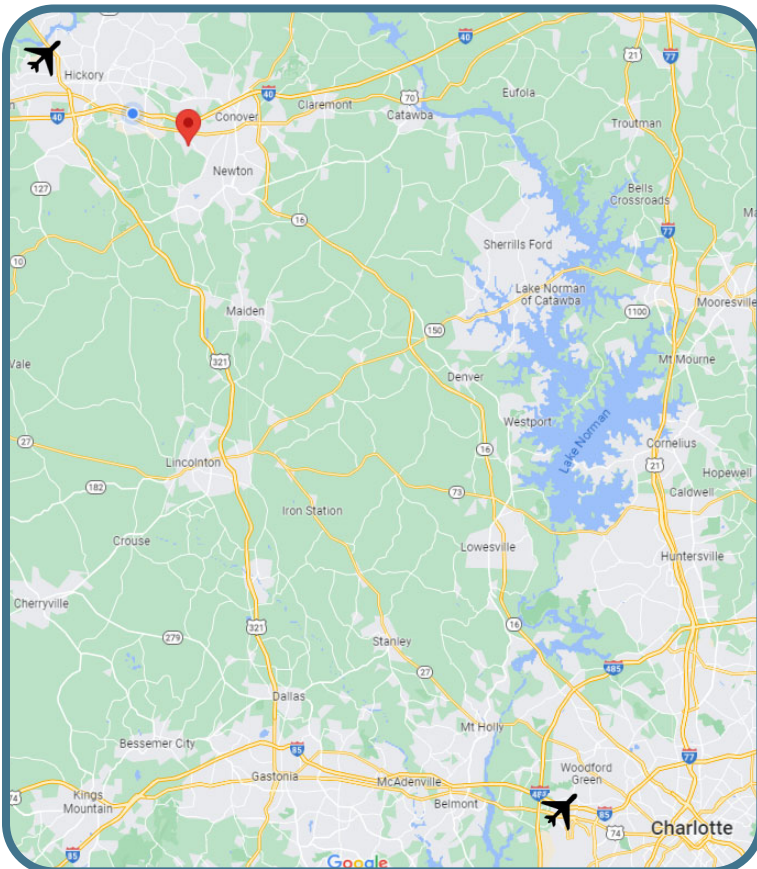 Hickory
40
21
77
Eufola
40
70
Claremont
Conover
Catawba
40
Troutman
Newton
127
Bells
Crossroads
16
77
Sherrills Ford
10
Lake Norman
of Catawba
Mooresville
1100
Maiden
150
Mt Mourne
321
Vale
Denver
Westport
Lake Norman
27
16
Cornelius
Lincolnton
21
Hopewell
182
73
Caldwell
Iron Station
Crouse
Lowesville
Huntersville
Cherryville
16
321
279
Stanley
485
27
Dallas
Mt Holly
Bessemer City
85
77
Woodford
Green
Gastonia
McAdenville
485
74
Kings
Mountain
Belmont
85
74
Charlotte
85
Google